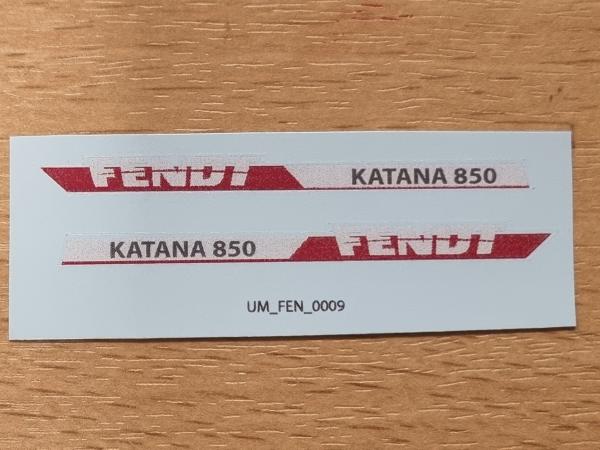 FENDT KATANA 850
KATANA 850 FENDT
UM_FEN_0009